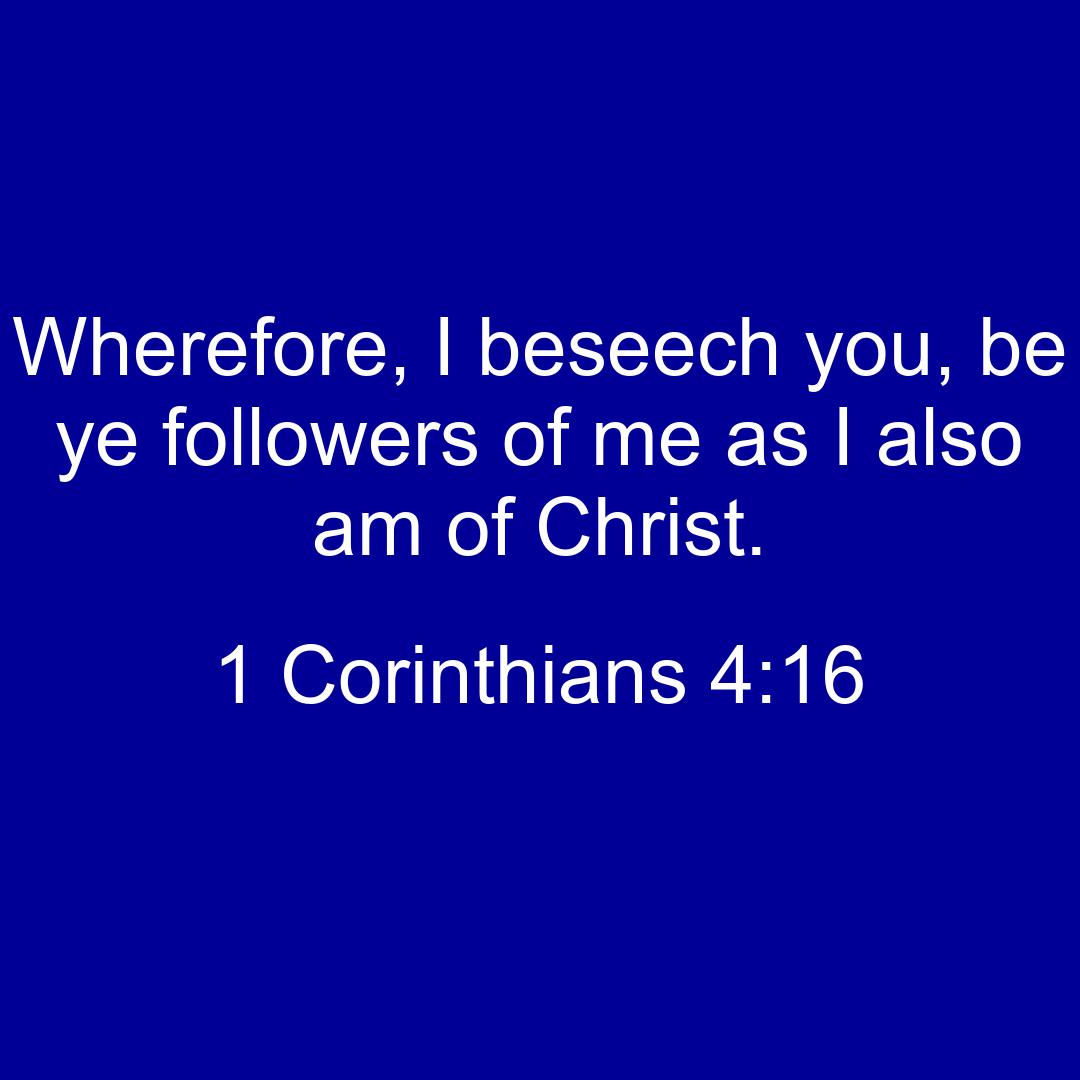 Wherefore, I beseech you, be
ye followers of me as I also
am of Christ.
1 Corinthians 4:16